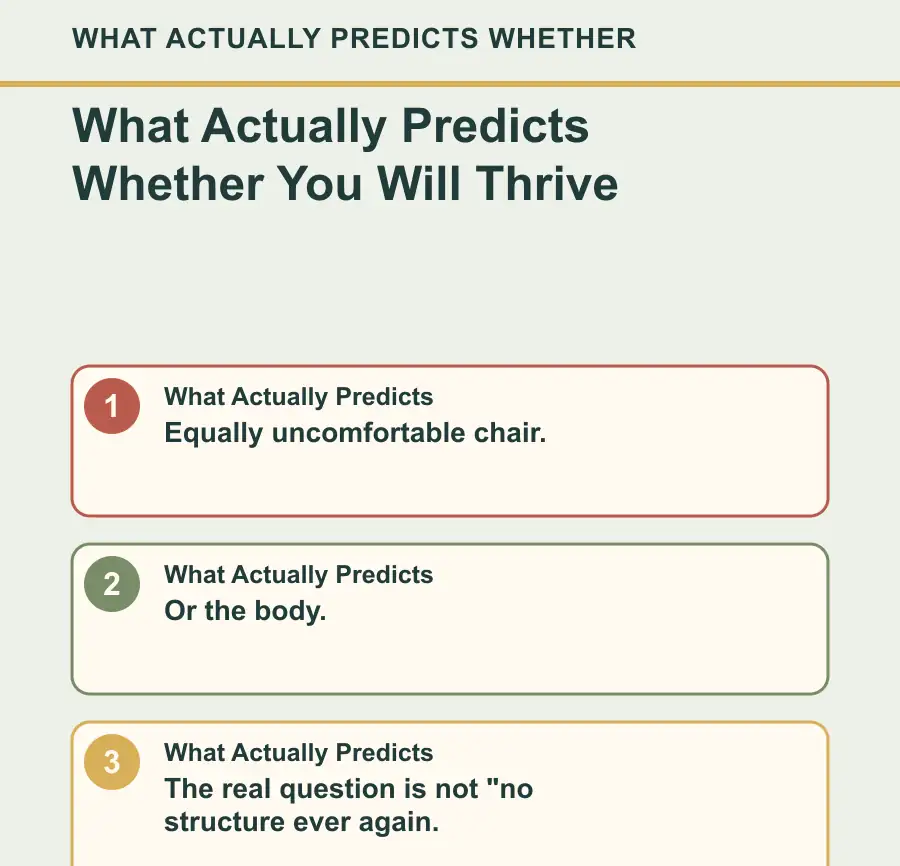 WHAT ACTUALLY PREDICTS WHETHER
What Actually Predicts
Whether You Will Thrive
1
What Actually Predicts
Equally uncomfortable chair.
2
What Actually Predicts
Or the body.
3
What Actually Predicts
The real question is not "no
structure ever again.